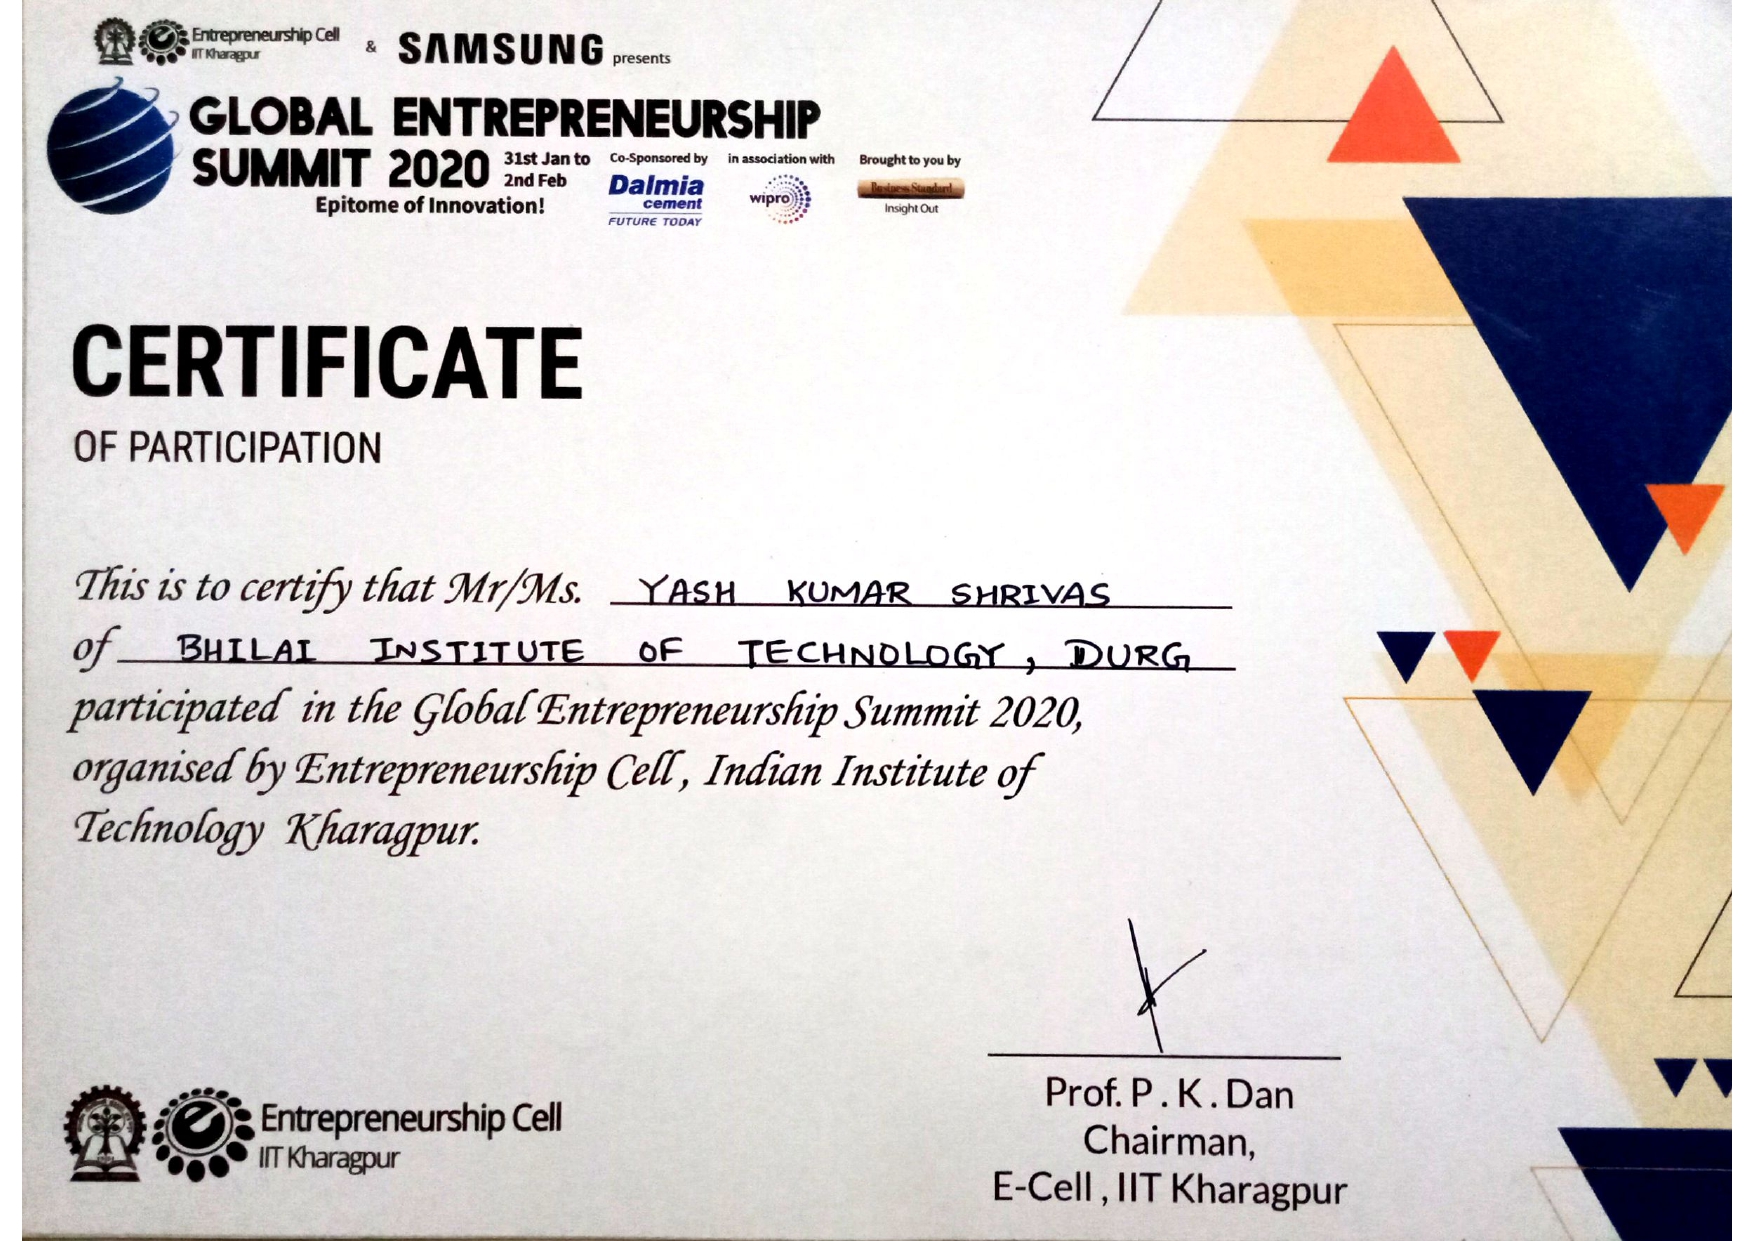 Entrepreneurship Cell
IIT Kharagpur
& SAMSUNG presents
GLOBAL ENTREPRENEURSHIP
SUMMIT 2020
31st Jan to
2nd Feb
Epitome of Innovation!
Co-Sponsored by
Dalmia
cement
FUTURE TODAY
in association with
wipro
Brought to you by
Business Standard
Insight Out
CERTIFICATE
OF PARTICIPATION
This is to certify that Mr/Ms. YASH KUMAR SHRIVAS
of BHILAI INSTITUTE OF TECHNOLOGY, DURG
participated in the Global Entrepreneurship Summit 2020,
organised by Entrepreneurship Cell, Indian Institute of
Technology Kharagpur.
Prof. P. K. Dan
Chairman,
E-Cell, IIT Kharagpur
e Entrepreneurship Cell
IIT Kharagpur